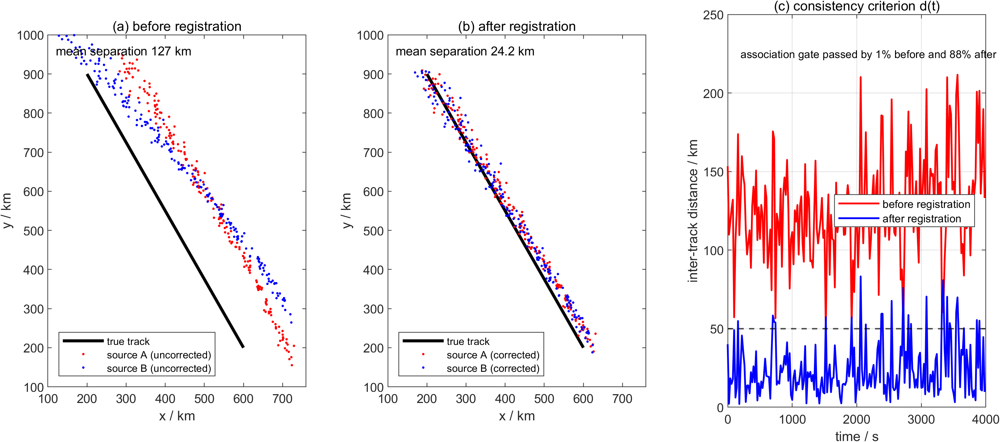 (a) before registration
1000
900
800
700
600
500
400
300
200
100
y / km
mean separation 127 km
true track
source A (uncorrected)
source B (uncorrected)
100 200 300 400 500 600 700
x / km
(b) after registration
1000
900
800
700
600
500
400
300
200
100
y / km
mean separation 24.2 km
true track
source A (corrected)
source B (corrected)
100 200 300 400 500 600 700
x / km
(c) consistency criterion d(t)
250
200
150
100
50
0
inter-track distance / km
association gate passed by 1% before and 88% after
before registration
after registration
0 1000 2000 3000 4000
time / s